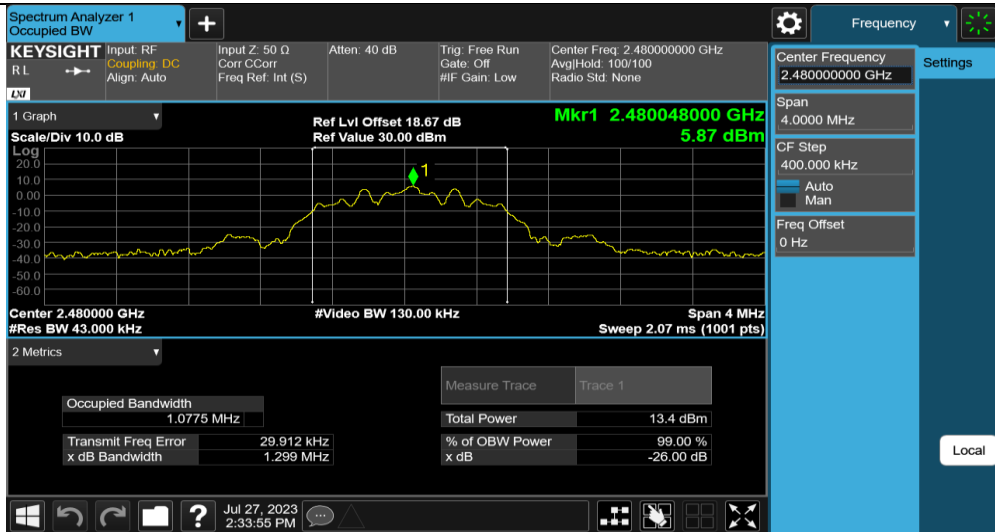 Spectrum Analyzer 1
Occupied BW
+
Frequency
KEYSIGHT
R L
LXI
Input: RF
Coupling: DC
Align: Auto
Input Z: 50 Ω
Corr CCorr
Freq Ref: Int (S)
Atten: 40 dB
Trig: Free Run
Gate: Off
#IF Gain: Low
Center Freq: 2.480000000 GHz
Avg|Hold: 100/100
Radio Std: None
Center Frequency
2.480000000 GHz
Settings
Span
4.0000 MHz
CF Step
400.000 kHz
Auto
Man
Freq Offset
0 Hz
Local
1 Graph
Scale/Div 10.0 dB
Ref Lvl Offset 18.67 dB
Ref Value 30.00 dBm
Mkr1 2.480048000 GHz
5.87 dBm
Log
20.0
10.0
0.00
-10.0
-20.0
-30.0
-40.0
-50.0
-60.0
1
Center 2.480000 GHz
#Res BW 43.000 kHz
#Video BW 130.00 kHz
Span 4 MHz
Sweep 2.07 ms (1001 pts)
2 Metrics
Measure Trace Trace 1
Occupied Bandwidth
1.0775 MHz
Total Power 13.4 dBm
Transmit Freq Error 29.912 kHz
% of OBW Power 99.00 %
x dB Bandwidth 1.299 MHz
x dB -26.00 dB
?
Jul 27, 2023
2:33:55 PM